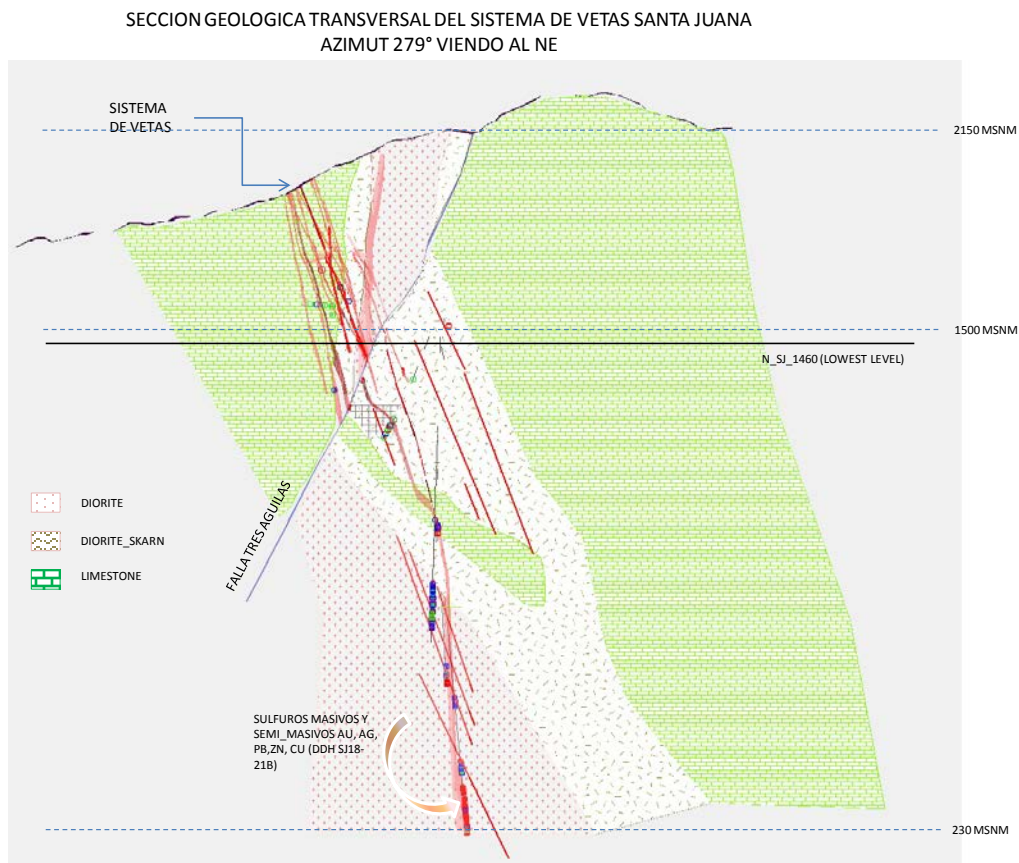 SECCION GEOLOGICA TRANSVERSAL DEL SISTEMA DE VETAS SANTA JUANA
AZIMUT 279° VIENDO AL NE
SISTEMA
DE VETAS
2150 MSNM
1500 MSNM
N_SJ_1460 (LOWEST LEVEL)
FALLA TRES AGUILAS
DIORITE
DIORITE_SKARN
LIMESTONE
SULFUROS MASIVOS Y
SEMI_MASIVOS AU, AG,
PB,ZN, CU (DDH SJ18-
21B)
230 MSNM